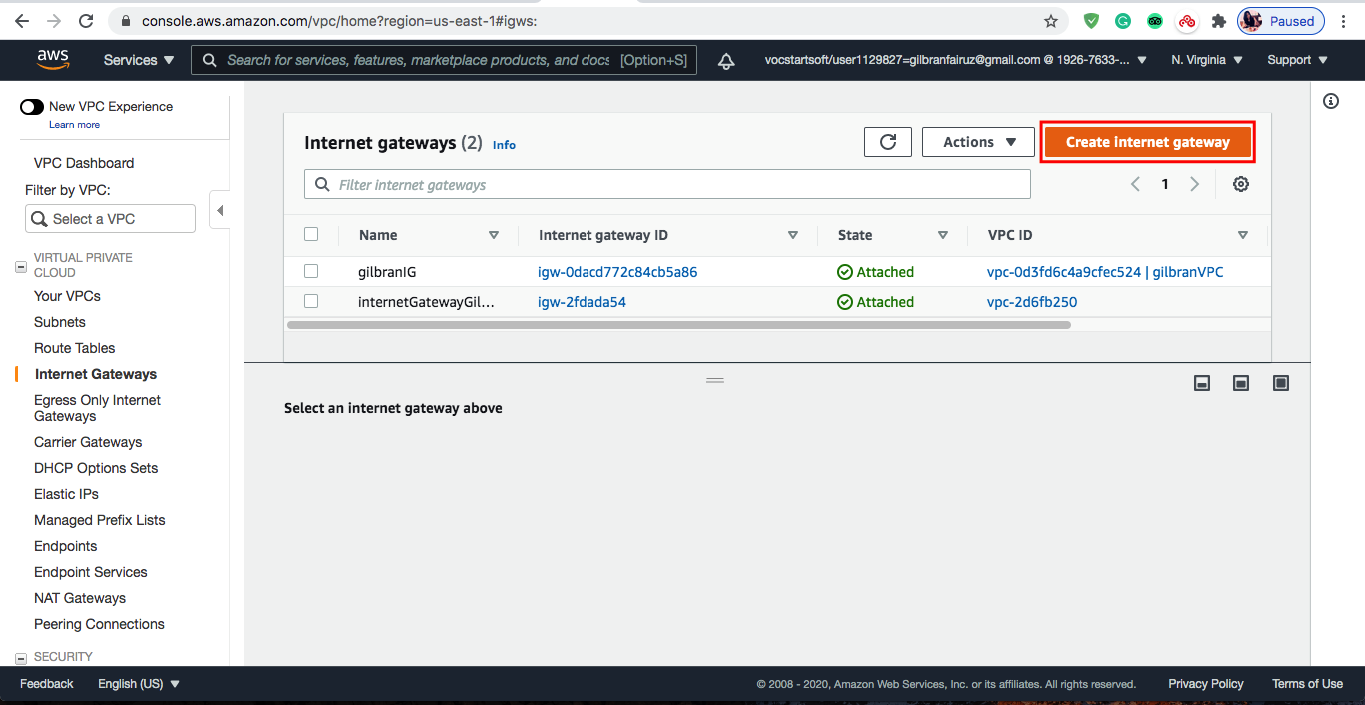 console.aws.amazon.com/vpc/home?region=us-east-1#igws:
Paused
aws
Services
Search for services, features, marketplace products, and docs [Option+S]
vocstartsoft/user1129827=gilbranfairuz@gmail.com @ 1926-7633-...
N. Virginia
Support
New VPC Experience
Learn more
VPC Dashboard
Filter by VPC:
Select a VPC
VIRTUAL PRIVATE
CLOUD
Your VPCs
Subnets
Route Tables
Internet Gateways
Egress Only Internet
Gateways
Carrier Gateways
DHCP Options Sets
Elastic IPs
Managed Prefix Lists
Endpoints
Endpoint Services
NAT Gateways
Peering Connections
SECURITY
Internet gateways (2) Info
Actions
Create internet gateway
Filter internet gateways
1
Name Internet gateway ID State VPC ID
gilbranIG igw-0dacd772c84cb5a86 Attached vpc-0d3fd6c4a9cfec524 | gilbranVPC
internetGatewayGil... igw-2fdada54 Attached vpc-2d6fb250
Select an internet gateway above
Feedback English (US) © 2008 - 2020, Amazon Web Services, Inc. or its affiliates. All rights reserved. Privacy Policy Terms of Use